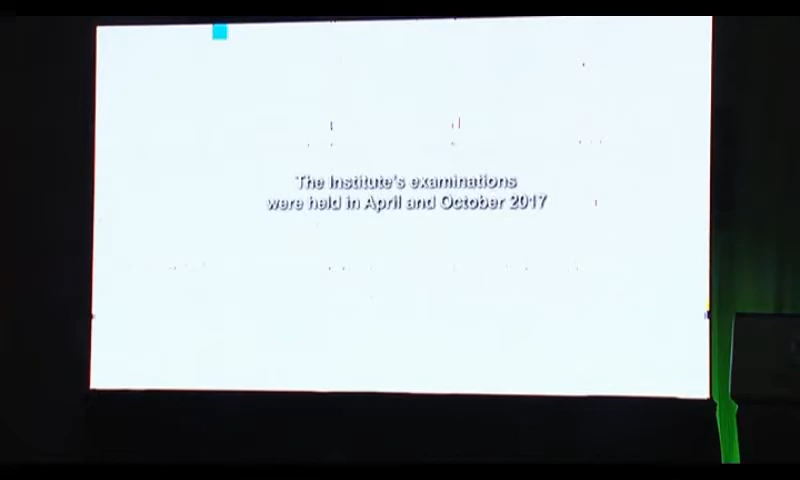 The Institute's examinations
were held in April and October 2017